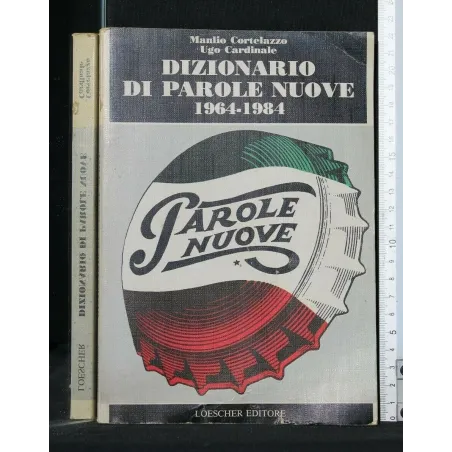 Manlio Cortelazzo
Ugo Cardinale
DIZIONARIO
DI PAROLE NUOVE
1964-1984
PAROLE
NUOVE
LOESCHER EDITORE
DIZIONARIO DI PAROLE NUOVE
LOESCHER